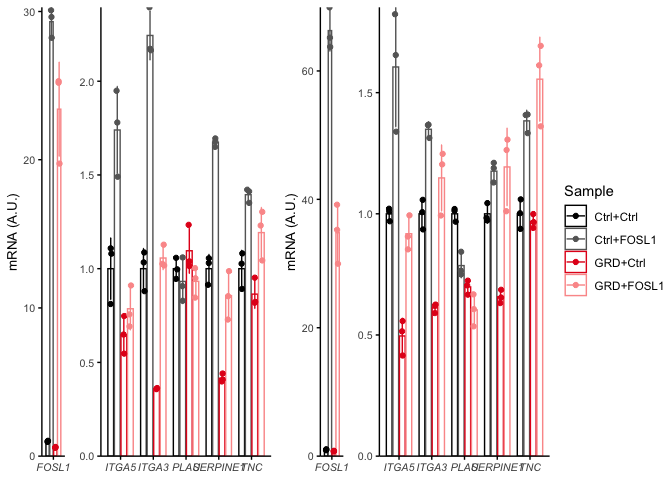 mRNA (A.U.)
30
20
10
0
FOSL1
2.0
1.5
1.0
0.5
0.0
ITGA5 ITGA3 PLAU SERPINE1 TNC
mRNA (A.U.)
60
40
20
0
FOSL1
1.5
1.0
0.5
0.0
ITGA5 ITGA3 PLAU SERPINE1 TNC
Sample
Ctrl+Ctrl
Ctrl+FOSL1
GRD+Ctrl
GRD+FOSL1